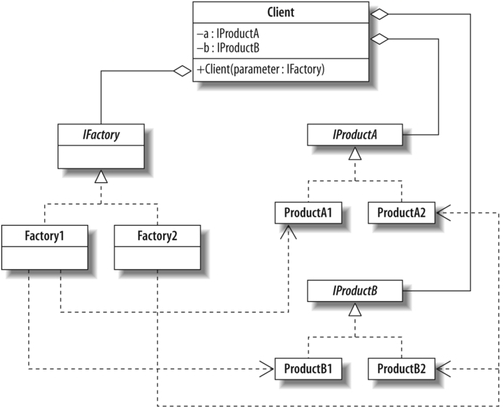 Client
–a : IProductA
–b : IProductB
+Client(parameter : IFactory)
IFactory
IProductA
ProductA1
ProductA2
Factory1
Factory2
IProductB
ProductB1
ProductB2